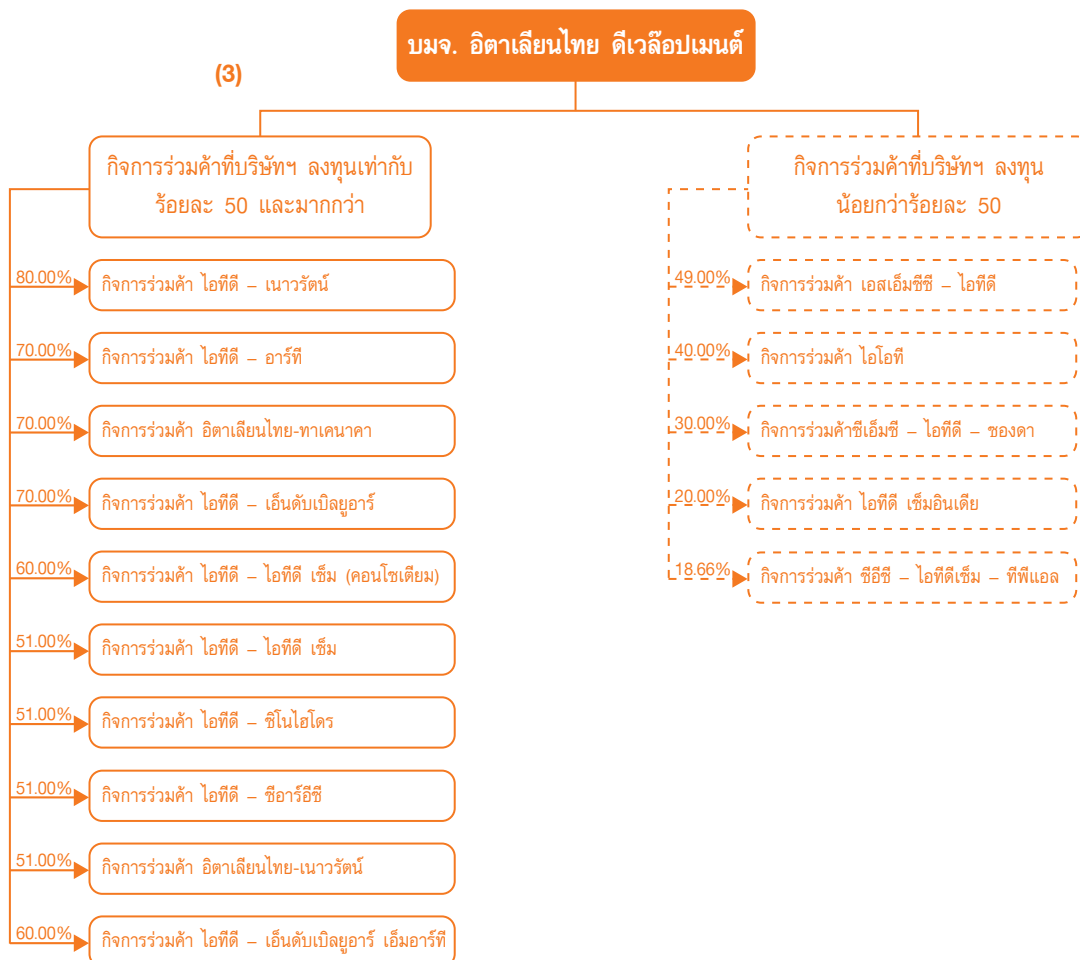 บมจ. อิตาเลียนไทย ดีเวล๊อปเมนต์
(3)
กิจการร่วมค้าที่บริษัทฯ ลงทุนเท่ากับ
ร้อยละ 50 และมากกว่า
80.00% กิจการร่วมค้า ไอทีดี – เนาวรัตน์
70.00% กิจการร่วมค้า ไอทีดี – อาร์ที
70.00% กิจการร่วมค้า อิตาเลียนไทย-ทาเคนาคา
70.00% กิจการร่วมค้า ไอทีดี – เอ็นดับเบิลยูอาร์
60.00% กิจการร่วมค้า ไอทีดี – ไอทีดี เซ็ม (คอนโซเตียม)
51.00% กิจการร่วมค้า ไอทีดี – ไอทีดี เซ็ม
51.00% กิจการร่วมค้า ไอทีดี – ซิโนไฮโดร
51.00% กิจการร่วมค้า ไอทีดี – ซีอาร์อีซี
51.00% กิจการร่วมค้า อิตาเลียนไทย-เนาวรัตน์
60.00% กิจการร่วมค้า ไอทีดี – เอ็นดับเบิลยูอาร์ เอ็มอาร์ที
กิจการร่วมค้าที่บริษัทฯ ลงทุน
น้อยกว่าร้อยละ 50
49.00% กิจการร่วมค้า เอสเอ็มซีซี – ไอทีดี
40.00% กิจการร่วมค้า ไอโอที
30.00% กิจการร่วมค้าซีเอ็มซี – ไอทีดี – ซองดา
20.00% กิจการร่วมค้า ไอทีดี เซ็มอินเดีย
18.66% กิจการร่วมค้า ซีอีซี – ไอทีดีเซ็ม – ทีพีแอล